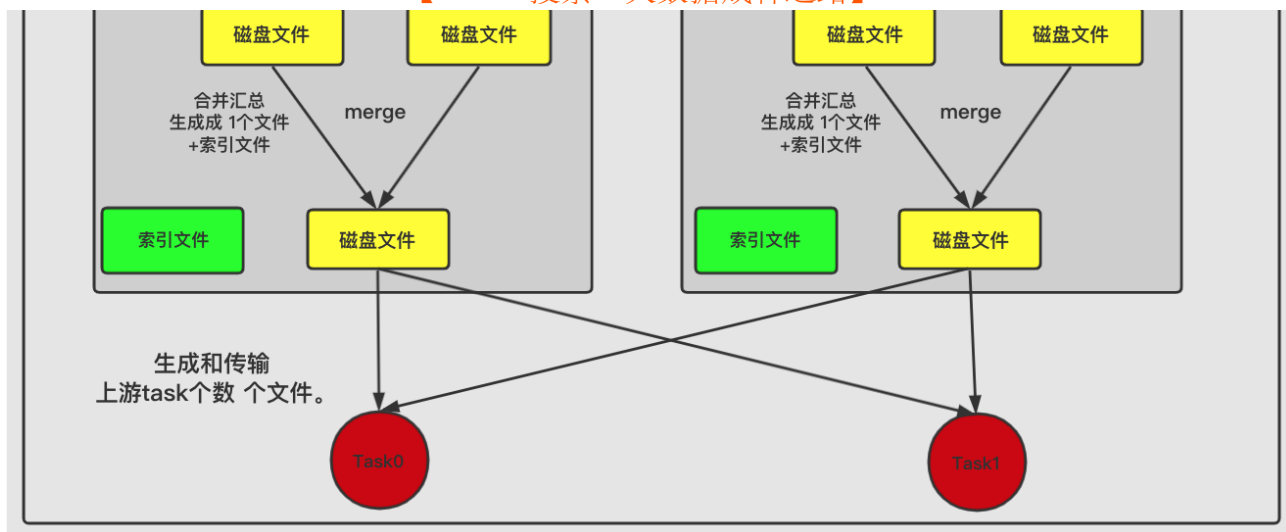 磁盘文件
磁盘文件
磁盘文件
磁盘文件
合并汇总
生成成 1个文件
+索引文件
merge
合并汇总
生成成 1个文件
+索引文件
merge
索引文件
磁盘文件
索引文件
磁盘文件
生成和传输
上游task个数 个文件。
Task0
Task1